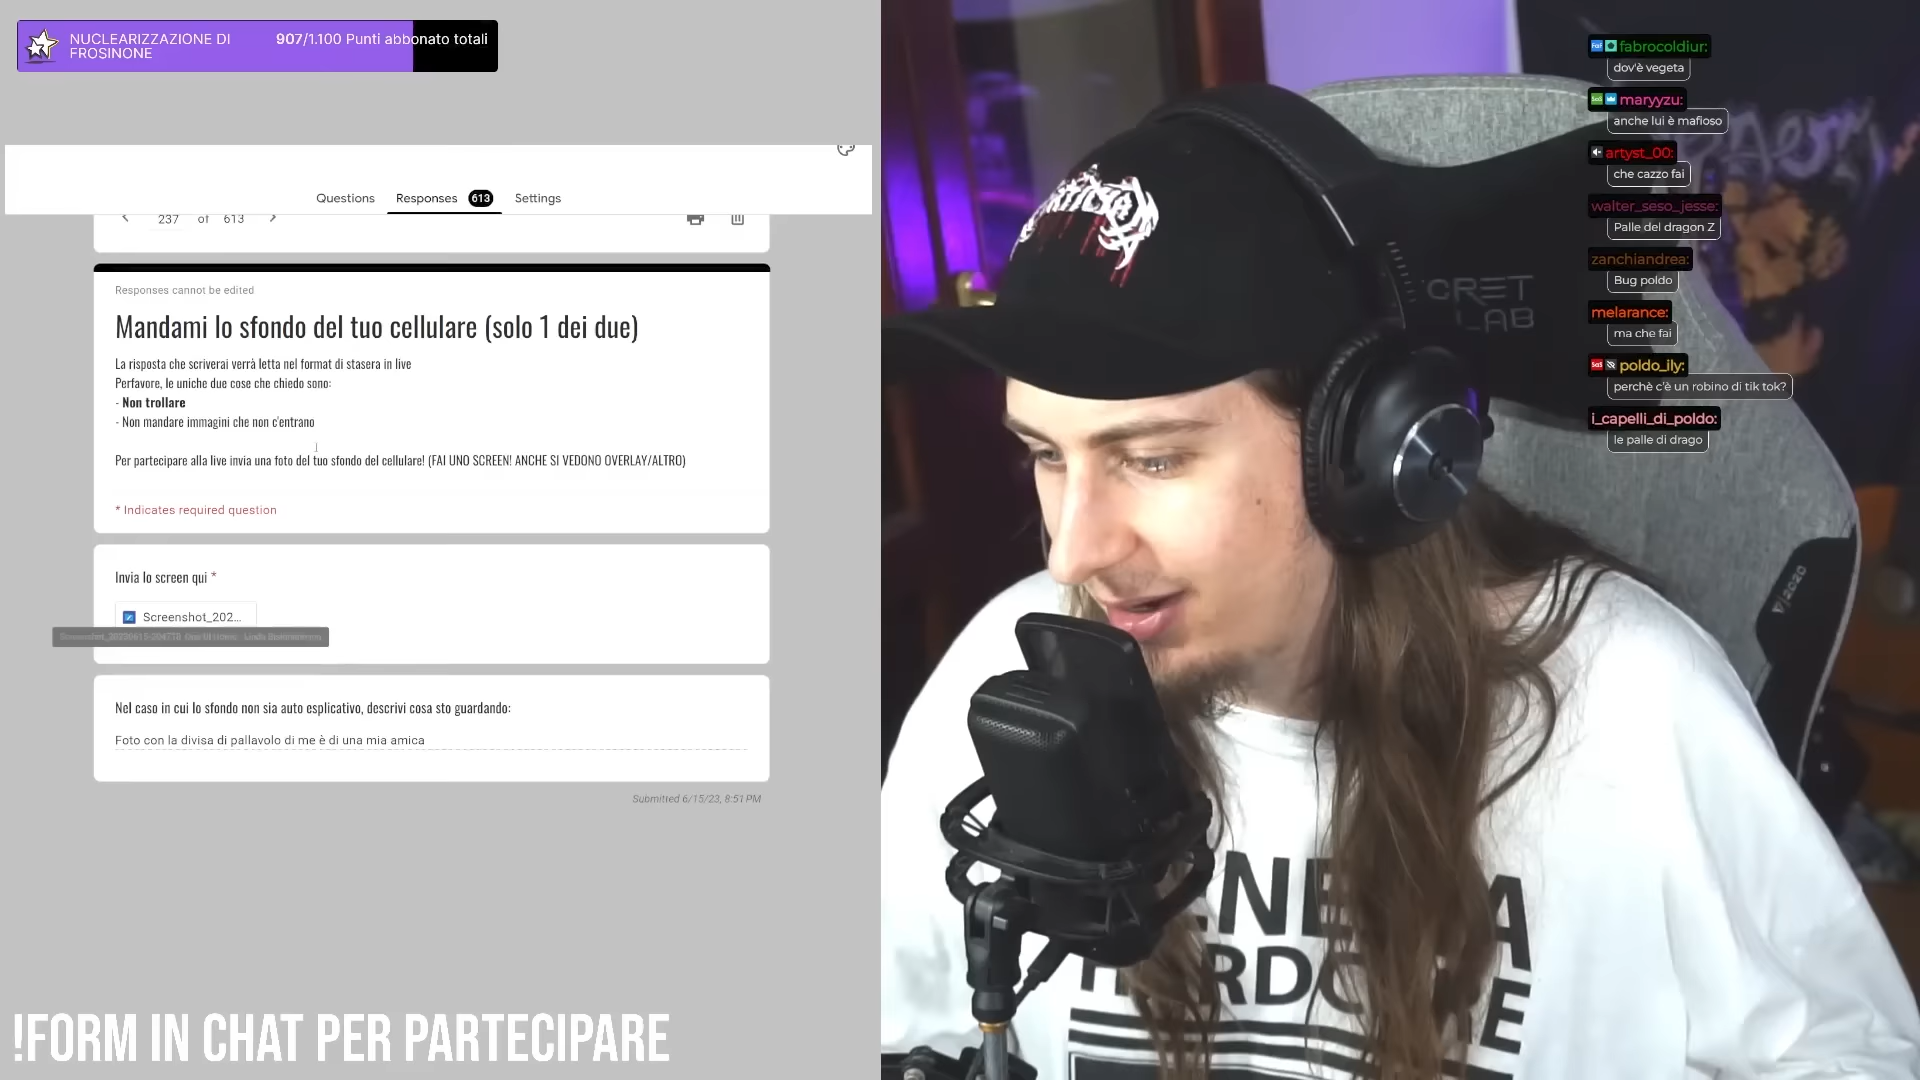 NUCLEARIZZAZIONE DI
FROSINONE
907/1.100 Punti abbonato totali
Questions
Responses
613
Settings
237 of 613
Responses cannot be edited
Mandami lo sfondo del tuo cellulare (solo 1 dei due)
La risposta che scriverai verrà letta nel format di stasera in live
Perfavore, le uniche due cose che chiedo sono:
- Non trollare
- Non mandare immagini che non c'entrano
Per partecipare alla live invia una foto del tuo sfondo del cellulare! (FAI UNO SCREEN! ANCHE SI VEDONO OVERLAY/ALTRO)
* Indicates required question
Invia lo screen qui *
Screenshot_202...
Nel caso in cui lo sfondo non sia auto esplicativo, descrivi cosa sto guardando:
Foto con la divisa di pallavolo di me è di una mia amica
Submitted 6/15/23, 8:51 PM
!FORM IN CHAT PER PARTECIPARE
fabrocoldiur:
dov'è vegeta
maryyzu:
anche lui è mafioso
artyst_00:
che cazzo fai
walter_seso_jesse:
Palle del dragon Z
zanchiandrea:
Bug poldo
melarance:
ma che fai
poldo_ily:
perchè c'è un robino di tik tok?
i_capelli_di_poldo:
le palle di drago
CRET
LAB